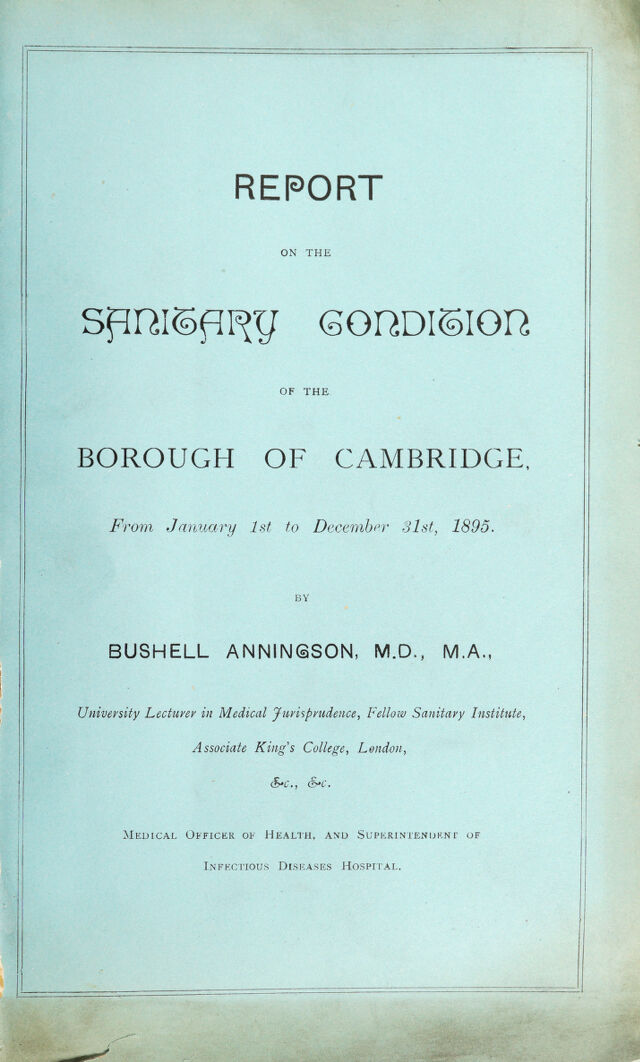 REPORT
ON THE
SANITARY CONDITION
OF THE
BOROUGH OF CAMBRIDGE,
From January 1st to December 31st, 1895.
BY
BUSHELL ANNINGSON, M.D., M.A.,
University Lecturer in Medical Jurisprudence, Fellow Sanitary Institute,
Associate King's College, London,
&c., &c.
MEDICAL OFFICER OF HEALTH, AND SUPERINTENDENT OF
INFECTIOUS DISEASES HOSPITAL.